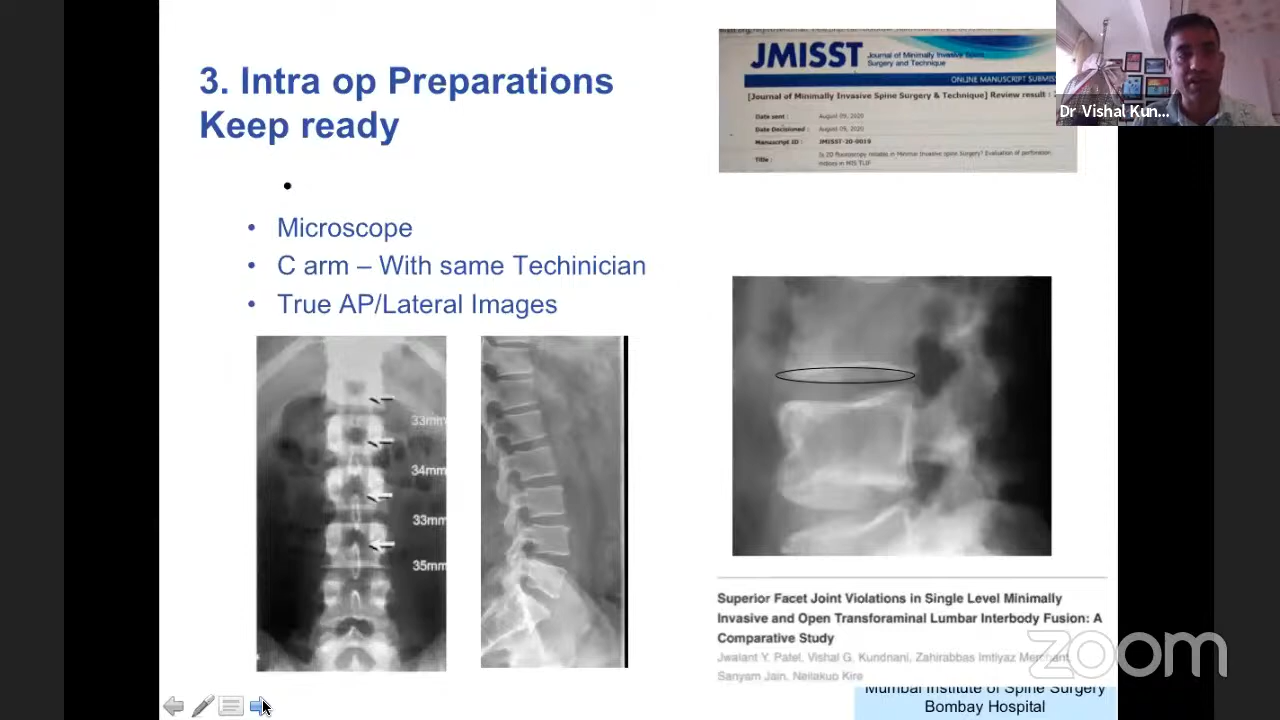 3. Intra op Preparations
Keep ready
• Microscope
• C arm – With same Techinician
• True AP/Lateral Images
33mm
34mm
33mm
35mm
JMISST
Journal of Minimally Invasive Spine
Surgery and Technique
ONLINE MANUSCRIPT SUBMISS
[Journal of Minimally Invasive Spine Surgery & Technique] Review result :
Date sent : August 09, 2020
Date Decisioned : August 09, 2020
Manuscript ID : JMISST-20-0019
Title : Is 2D fluoroscopy reliable in Minimal Invasive spine Surgery? Evaluation of perforation
indices in MIS TLIF
Dr Vishal Kun...
Superior Facet Joint Violations in Single Level Minimally
Invasive and Open Transforaminal Lumbar Interbody Fusion: A
Comparative Study
Jwalant Y. Patel, Vishal G. Kundnani, Zahirabbas Imtiyaz Merchant,
Sanyam Jain, Neilakuo Kire
zoom
Mumbai Institute of Spine Surgery
Bombay Hospital